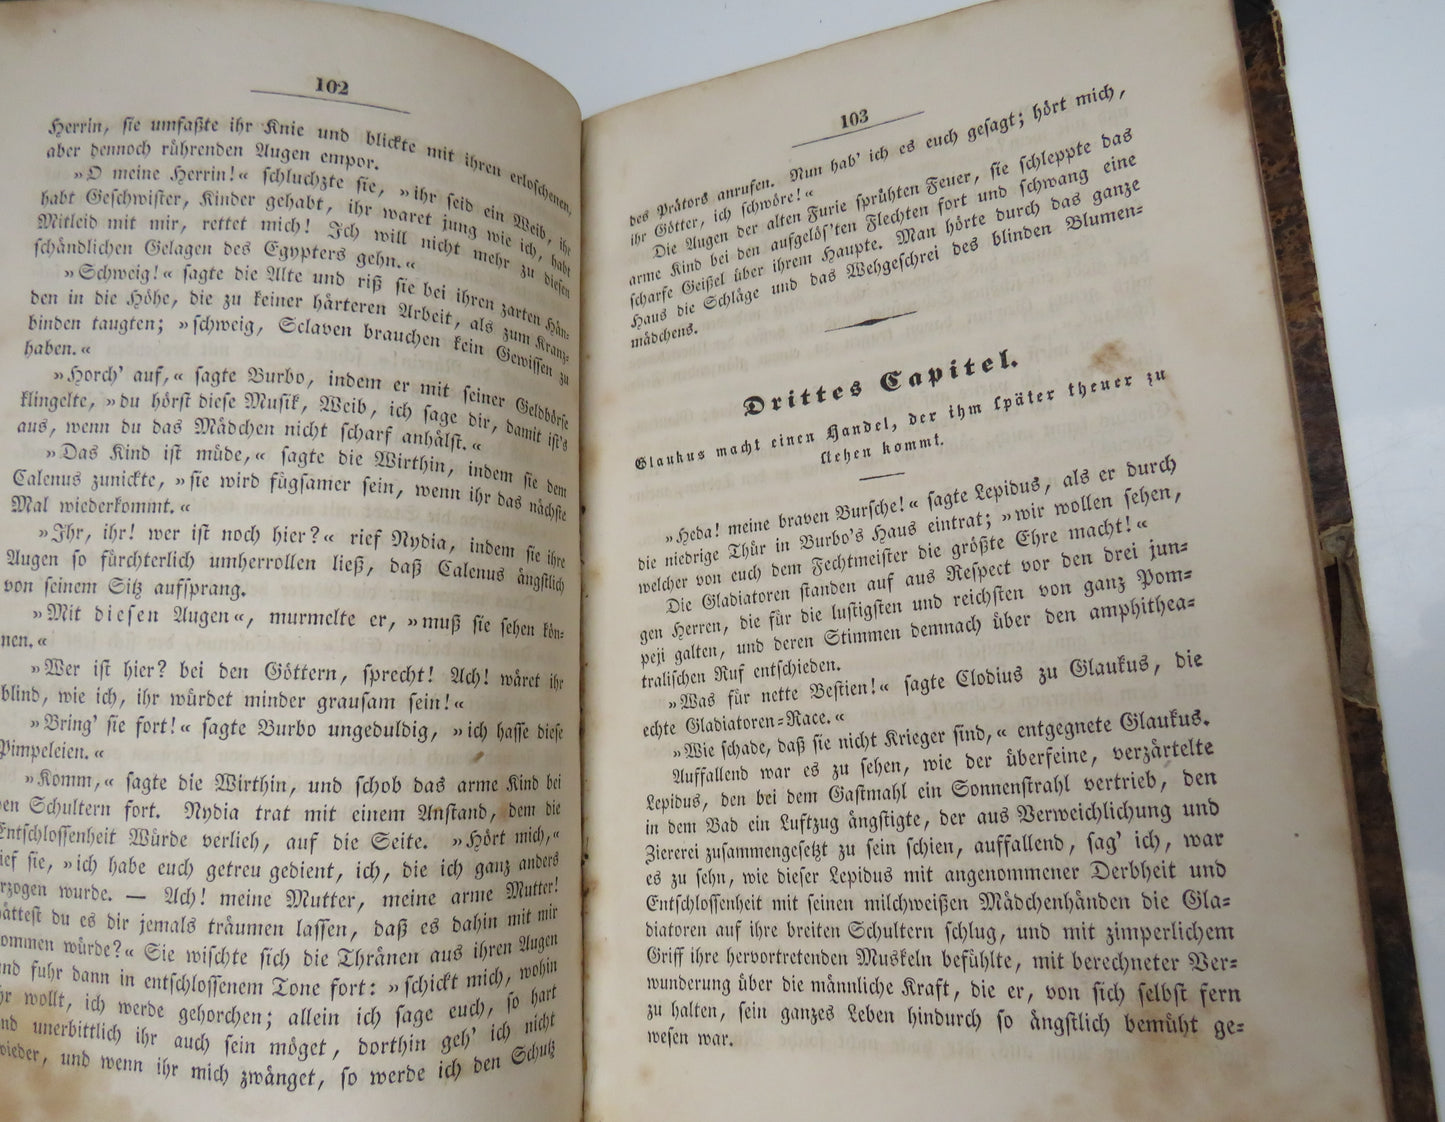 102
Herrin, sie umfaßte ihr Knie und blickte mit ihren erloschenen,
aber dennoch rührenden Augen empor.
»O meine Herrin!« schluchzte sie, »ihr seid ein Weib, ihr
habt Geschwister, Kinder gehabt, ihr waret jung wie ich, habt
Mitleid mit mir, rettet mich! Ich will nicht mehr zu diesen
schändlichen Gelagen des Egypters gehn.«
»Schweig!« sagte die Alte und riß sie bei ihren zarten Hän-
den in die Höhe, die zu keiner härteren Arbeit, als zum Kranz-
binden taugten; »schweig, Sclaven brauchen kein Gewissen zu
haben.«
»Horch' auf,« sagte Burbo, indem er mit seiner Geldbörse
klingelte, »du hörst diese Musik, Weib, ich sage dir, damit ist's
aus, wenn du das Mädchen nicht scharf anhälst.«
»Das Kind ist müde,« sagte die Wirthin, indem sie dem
Calenus zunickte, »sie wird fügsamer sein, wenn ihr das nächste
Mal wiederkommt.«
»Ihr, ihr! wer ist noch hier?« rief Nydia, indem sie ihre
Augen so fürchterlich umherrollen ließ, daß Calenus ängstlich
von seinem Sitz aufsprang.
»Mit diesen Augen«, murmelte er, »muß sie sehen kön-
nen.«
»Wer ist hier? bei den Göttern, sprecht! Ach! wäret ihr
blind, wie ich, ihr würdet minder grausam sein!«
»Bring' sie fort!« sagte Burbo ungeduldig, »ich hasse diese
Pimpeleien.«
»Komm,« sagte die Wirthin, und schob das arme Kind bei
en Schultern fort. Nydia trat mit einem Anstand, dem die
Entschlossenheit Würde verlieh, auf die Seite. »Hört mich,«
ief sie, »ich habe euch getreu gedient, ich, die ich ganz anders
rzogen wurde. — Ach! meine Mutter, meine arme Mutter!
ättest du es dir jemals träumen lassen, daß es dahin mit mir
ommen würde?« Sie wischte sich die Thränen aus ihren Augen
nd fuhr dann in entschlossenem Tone fort: »schickt mich, wohin
hr wollt, ich werde gehorchen; allein ich sage euch, so hart
nd unerbittlich ihr auch sein möget, dorthin geh' ich nicht
wieder, und wenn ihr mich zwänget, so werde ich den Schutz
103
des Prätors anrufen. Nun hab' ich es euch gesagt; hört mich,
ihr Götter, ich schwöre!«
Die Augen der alten Furie sprühten Feuer, sie schleppte das
arme Kind bei den aufgelös'ten Flechten fort und schwang eine
scharfe Geißel über ihrem Haupte. Man hörte durch das ganze
Haus die Schläge und das Wehgeschrei des blinden Blumen-
mädchens.
Drittes Capitel.
Glaukus macht einen Handel, der ihm später theuer zu
stehen kommt.
»Heda! meine braven Bursche!« sagte Lepidus, als er durch
die niedrige Thür in Burbo's Haus eintrat; »wir wollen sehen,
welcher von euch dem Fechtmeister die größte Ehre macht!«
Die Gladiatoren standen auf aus Respect vor den drei jun-
gen Herren, die für die lustigsten und reichsten von ganz Pom-
peji galten, und deren Stimmen demnach über den amphithea-
tralischen Ruf entschieden.
»Was für nette Bestien!« sagte Clodius zu Glaukus, die
echte Gladiatoren-Race.«
»Wie schade, daß sie nicht Krieger sind,« entgegnete Glaukus.
Auffallend war es zu sehen, wie der überfeine, verzärtelte
Lepidus, den bei dem Gastmahl ein Sonnenstrahl vertrieb, den
in dem Bad ein Luftzug ängstigte, der aus Verweichlichung und
Ziererei zusammengesetzt zu sein schien, auffallend, sag' ich, war
es zu sehn, wie dieser Lepidus mit angenommener Derbheit und
Entschlossenheit mit seinen milchweißen Mädchenhänden die Gla-
diatoren auf ihre breiten Schultern schlug, und mit zimperlichem
Griff ihre hervortretenden Muskeln befühlte, mit berechneter Ver-
wunderung über die männliche Kraft, die er, von sich selbst fern
zu halten, sein ganzes Leben hindurch so ängstlich bemüht ge-
wesen war.